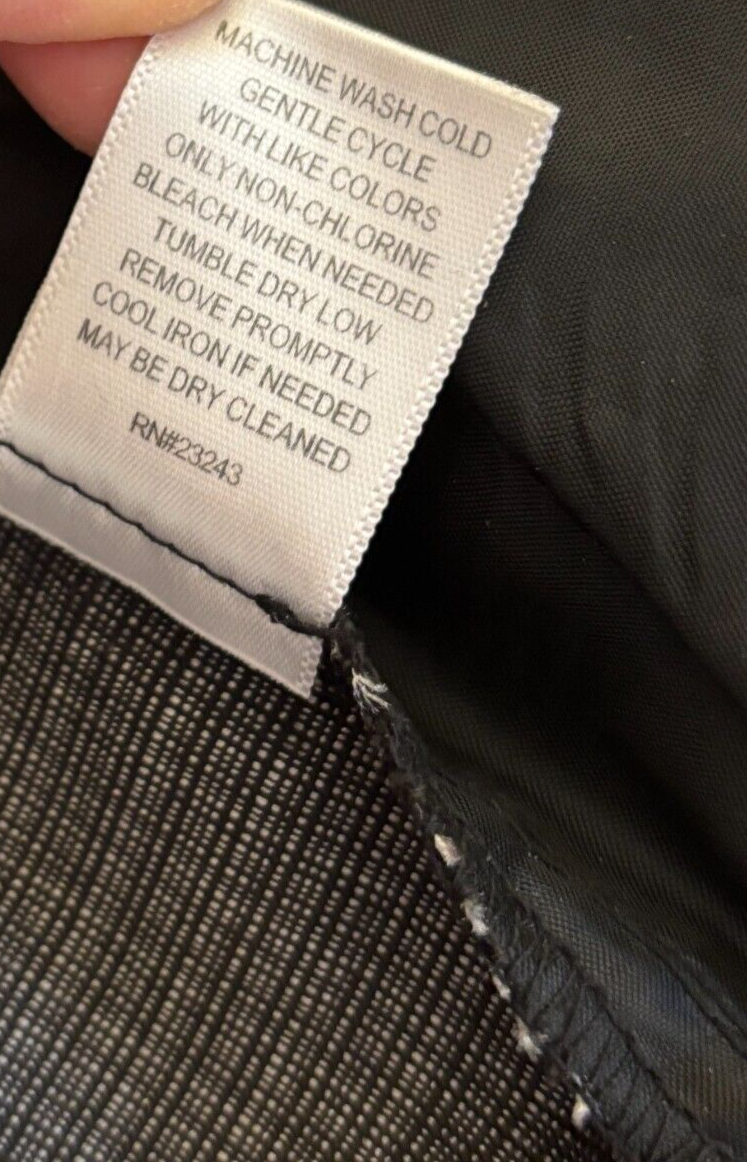 MACHINE WASH COLD
GENTLE CYCLE
WITH LIKE COLORS
ONLY NON-CHLORINE
BLEACH WHEN NEEDED
TUMBLE DRY LOW
REMOVE PROMPTLY
COOL IRON IF NEEDED
MAY BE DRY CLEANED
RN#23243